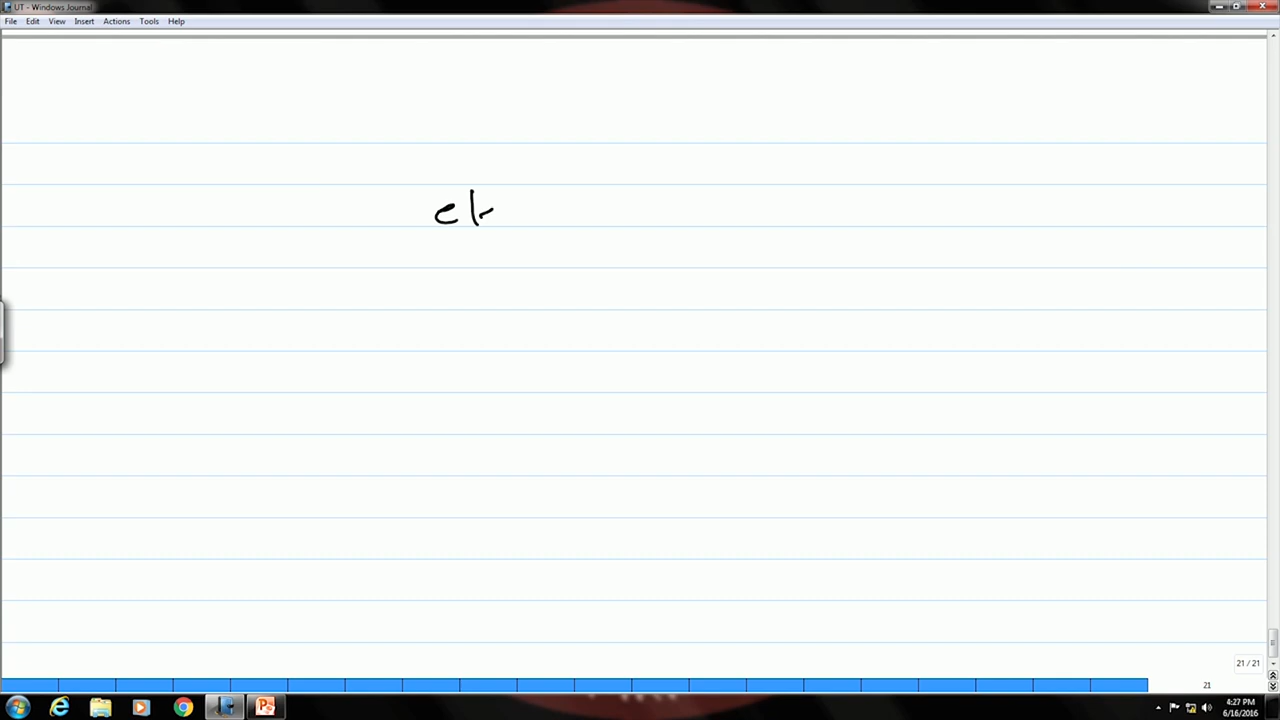 UT - Windows Journal
File Edit View Insert Actions Tools Help
21 / 21
21
4:27 PM
6/16/2016